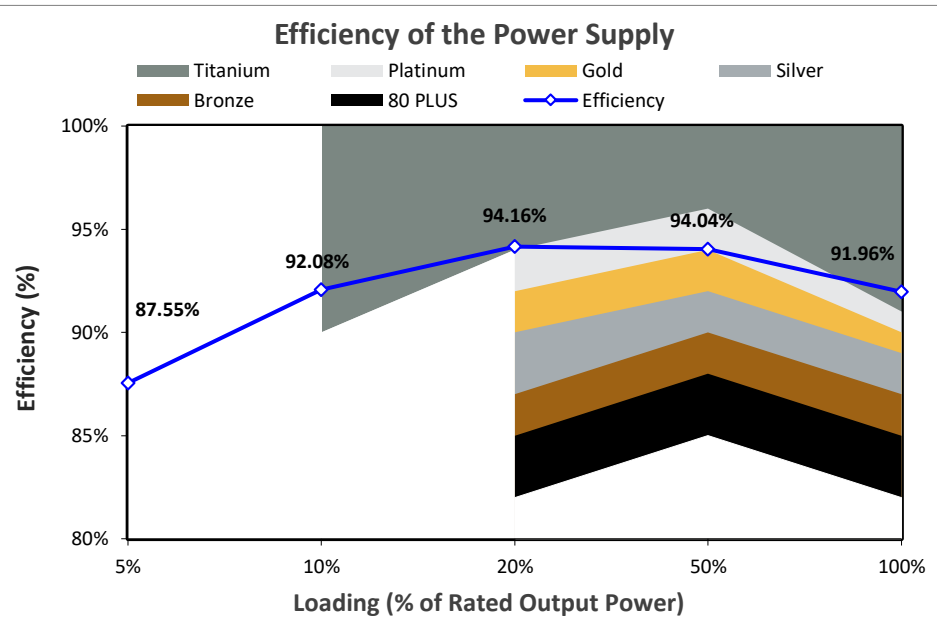 Efficiency of the Power Supply
Titanium Platinum Gold Silver
Bronze 80 PLUS Efficiency
100%
95%
90%
85%
80%
Efficiency (%)
87.55%
92.08%
94.16%
94.04%
91.96%
5% 10% 20% 50% 100%
Loading (% of Rated Output Power)